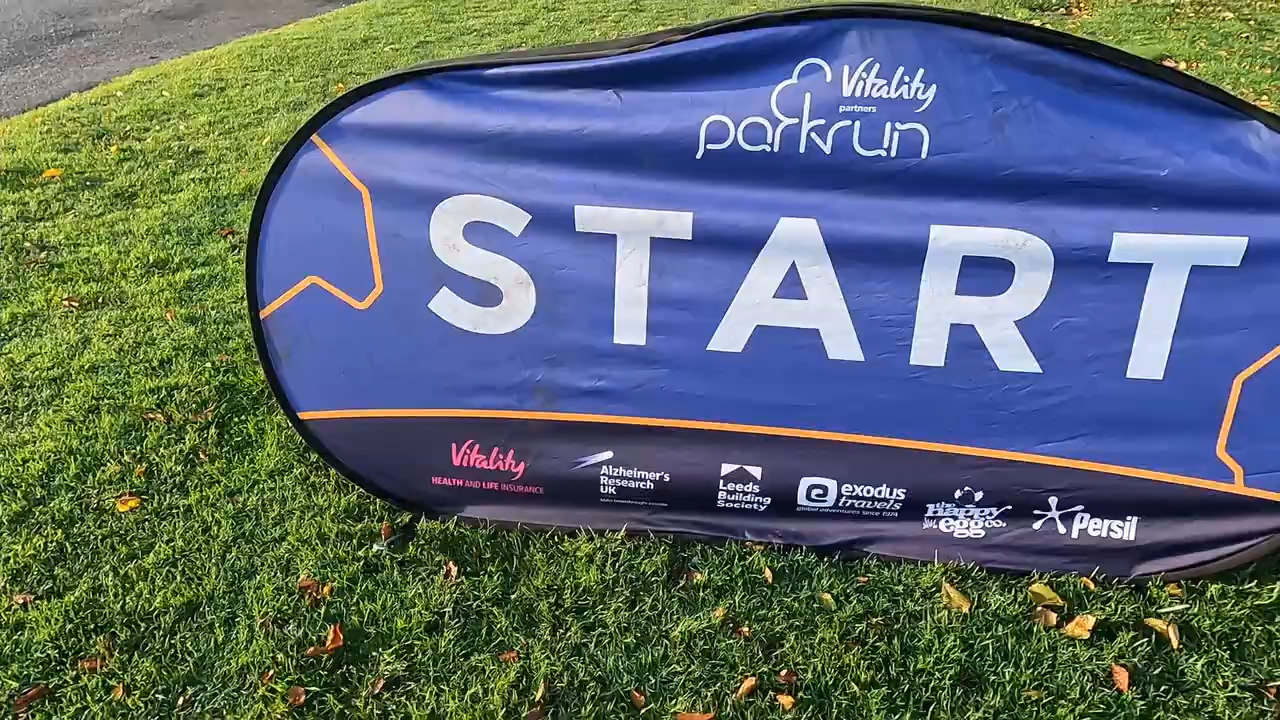 Vitality
partners
parkrun
START
Vitality
HEALTH AND LIFE INSURANCE
Alzheimer's
Research
UK
Leeds
Building
Society
exodus
travels
global adventures since 1974
the
happy
egg co.
Persil